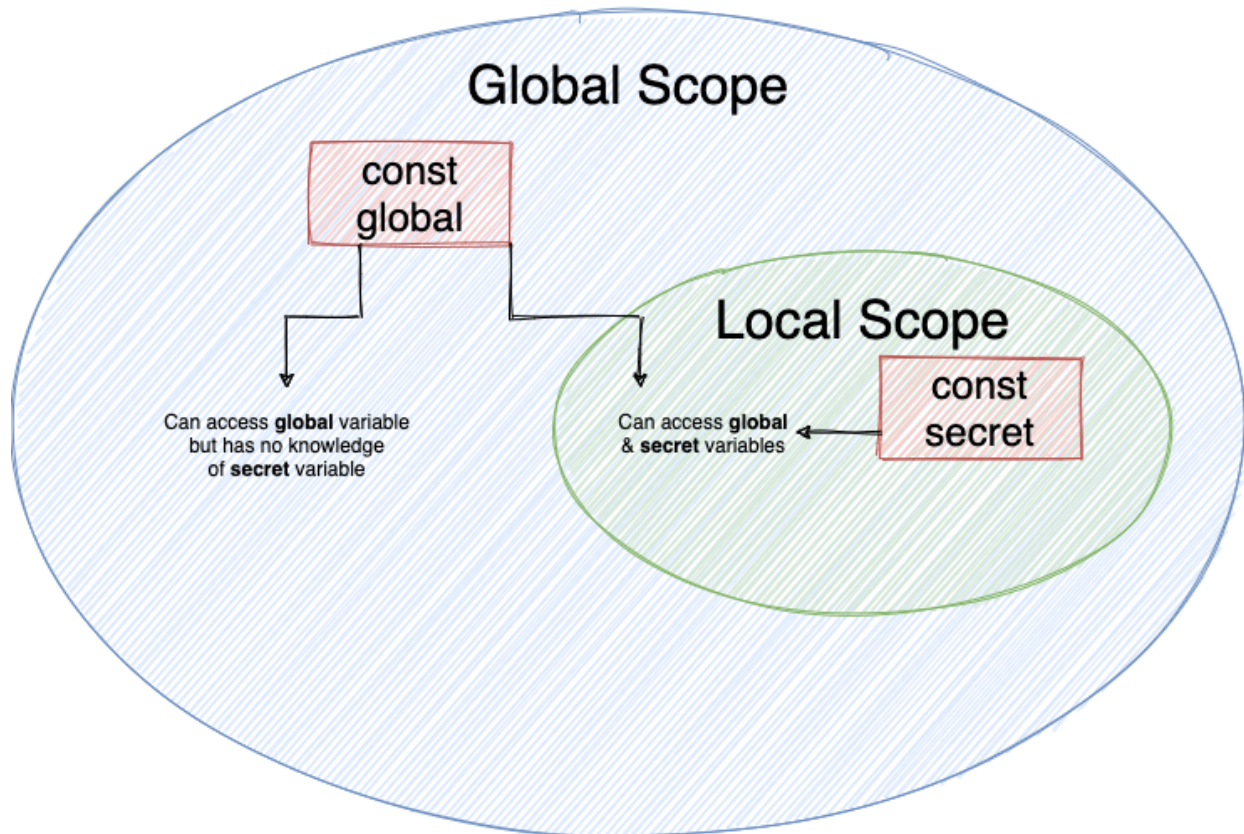 Global Scope
const
global
Local Scope
const
secret
Can access global variable
but has no knowledge
of secret variable
Can access global
& secret variables